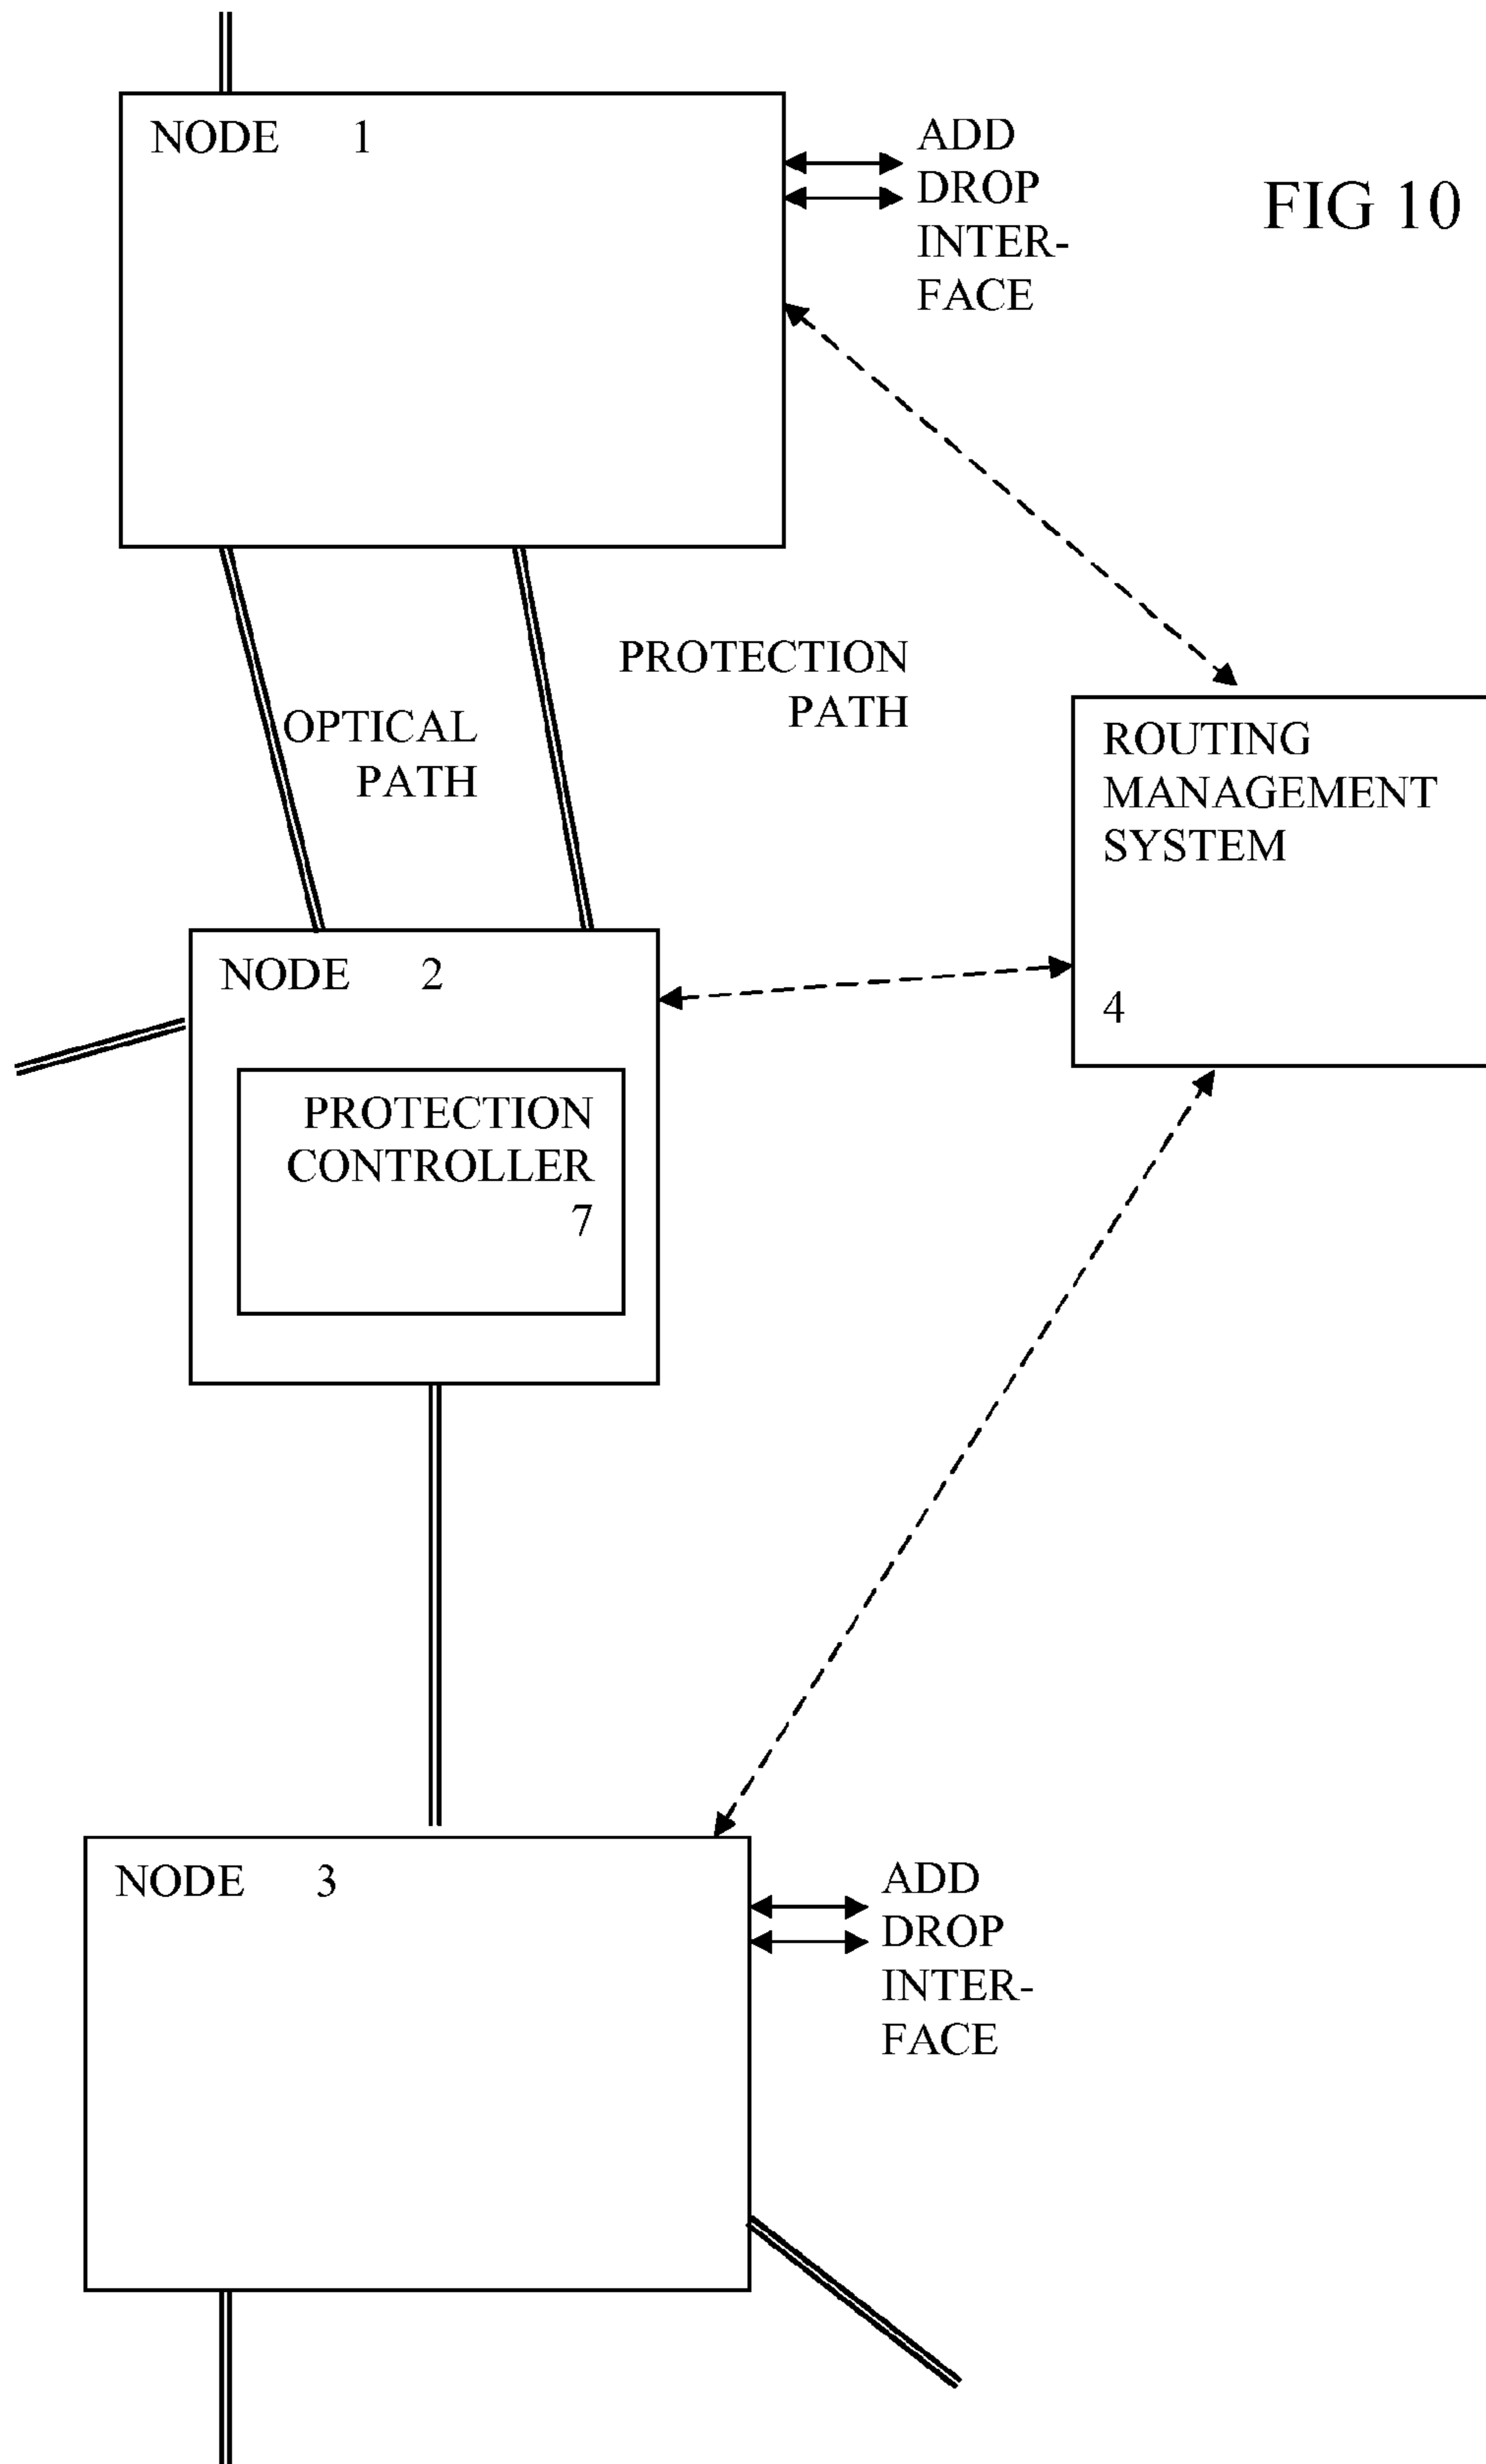 NODE 1
ADD
DROP
INTER-
FACE
FIG 10
PROTECTION
PATH
OPTICAL
PATH
ROUTING
MANAGEMENT
SYSTEM
4
NODE 2
PROTECTION
CONTROLLER
7
NODE 3
ADD
DROP
INTER-
FACE